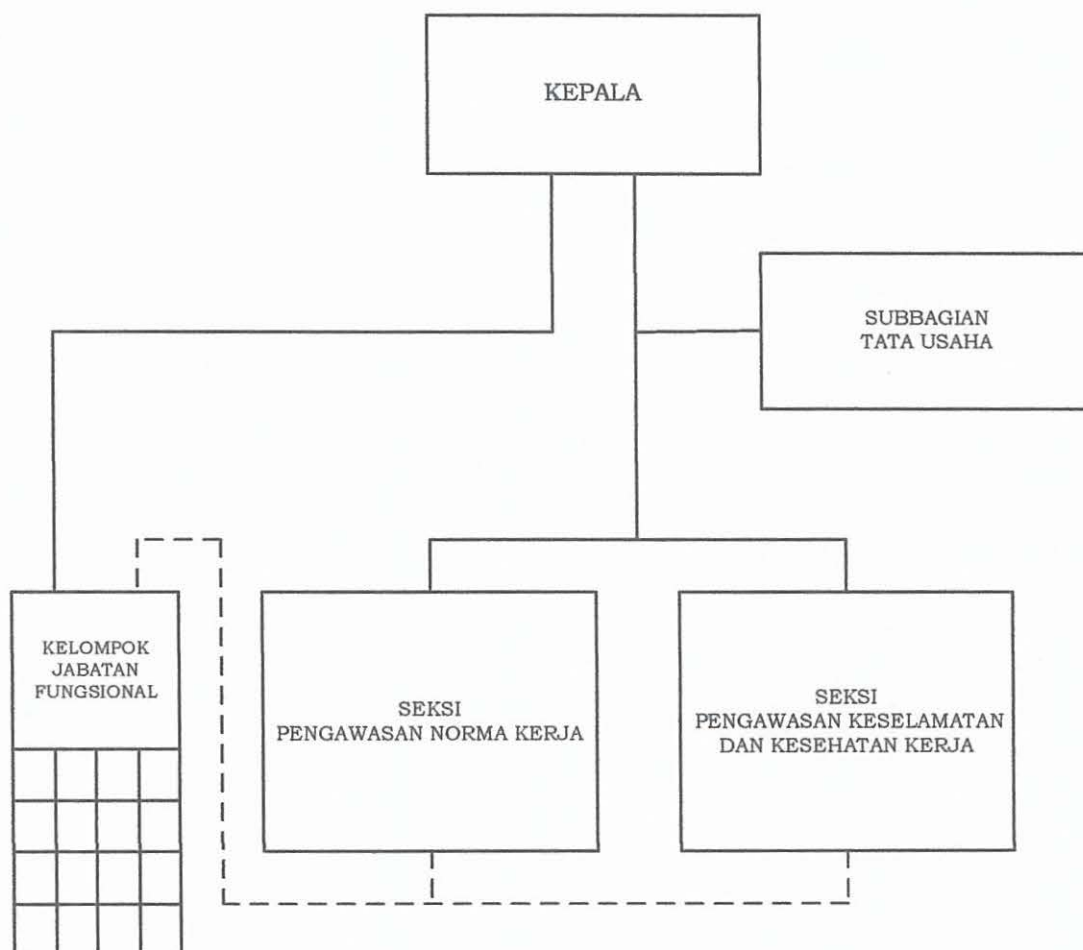 KEPALA
SUBBAGIAN
TATA USAHA
KELOMPOK
JABATAN
FUNGSIONAL
SEKSI
PENGAWASAN NORMA KERJA
SEKSI
PENGAWASAN KESELAMATAN
DAN KESEHATAN KERJA